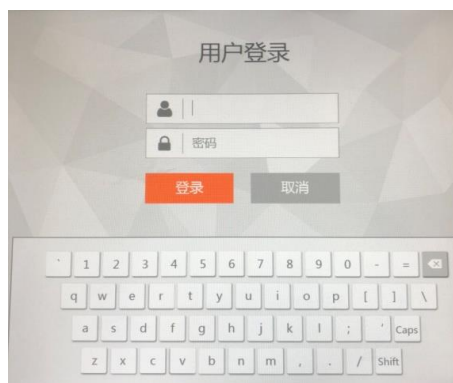 用户登录
密码
登录 取消
` 1 2 3 4 5 6 7 8 9 0 - =
q w e r t y u i o p [ ] \
a s d f g h j k l ; ' Caps
z x c v b n m , . / Shift